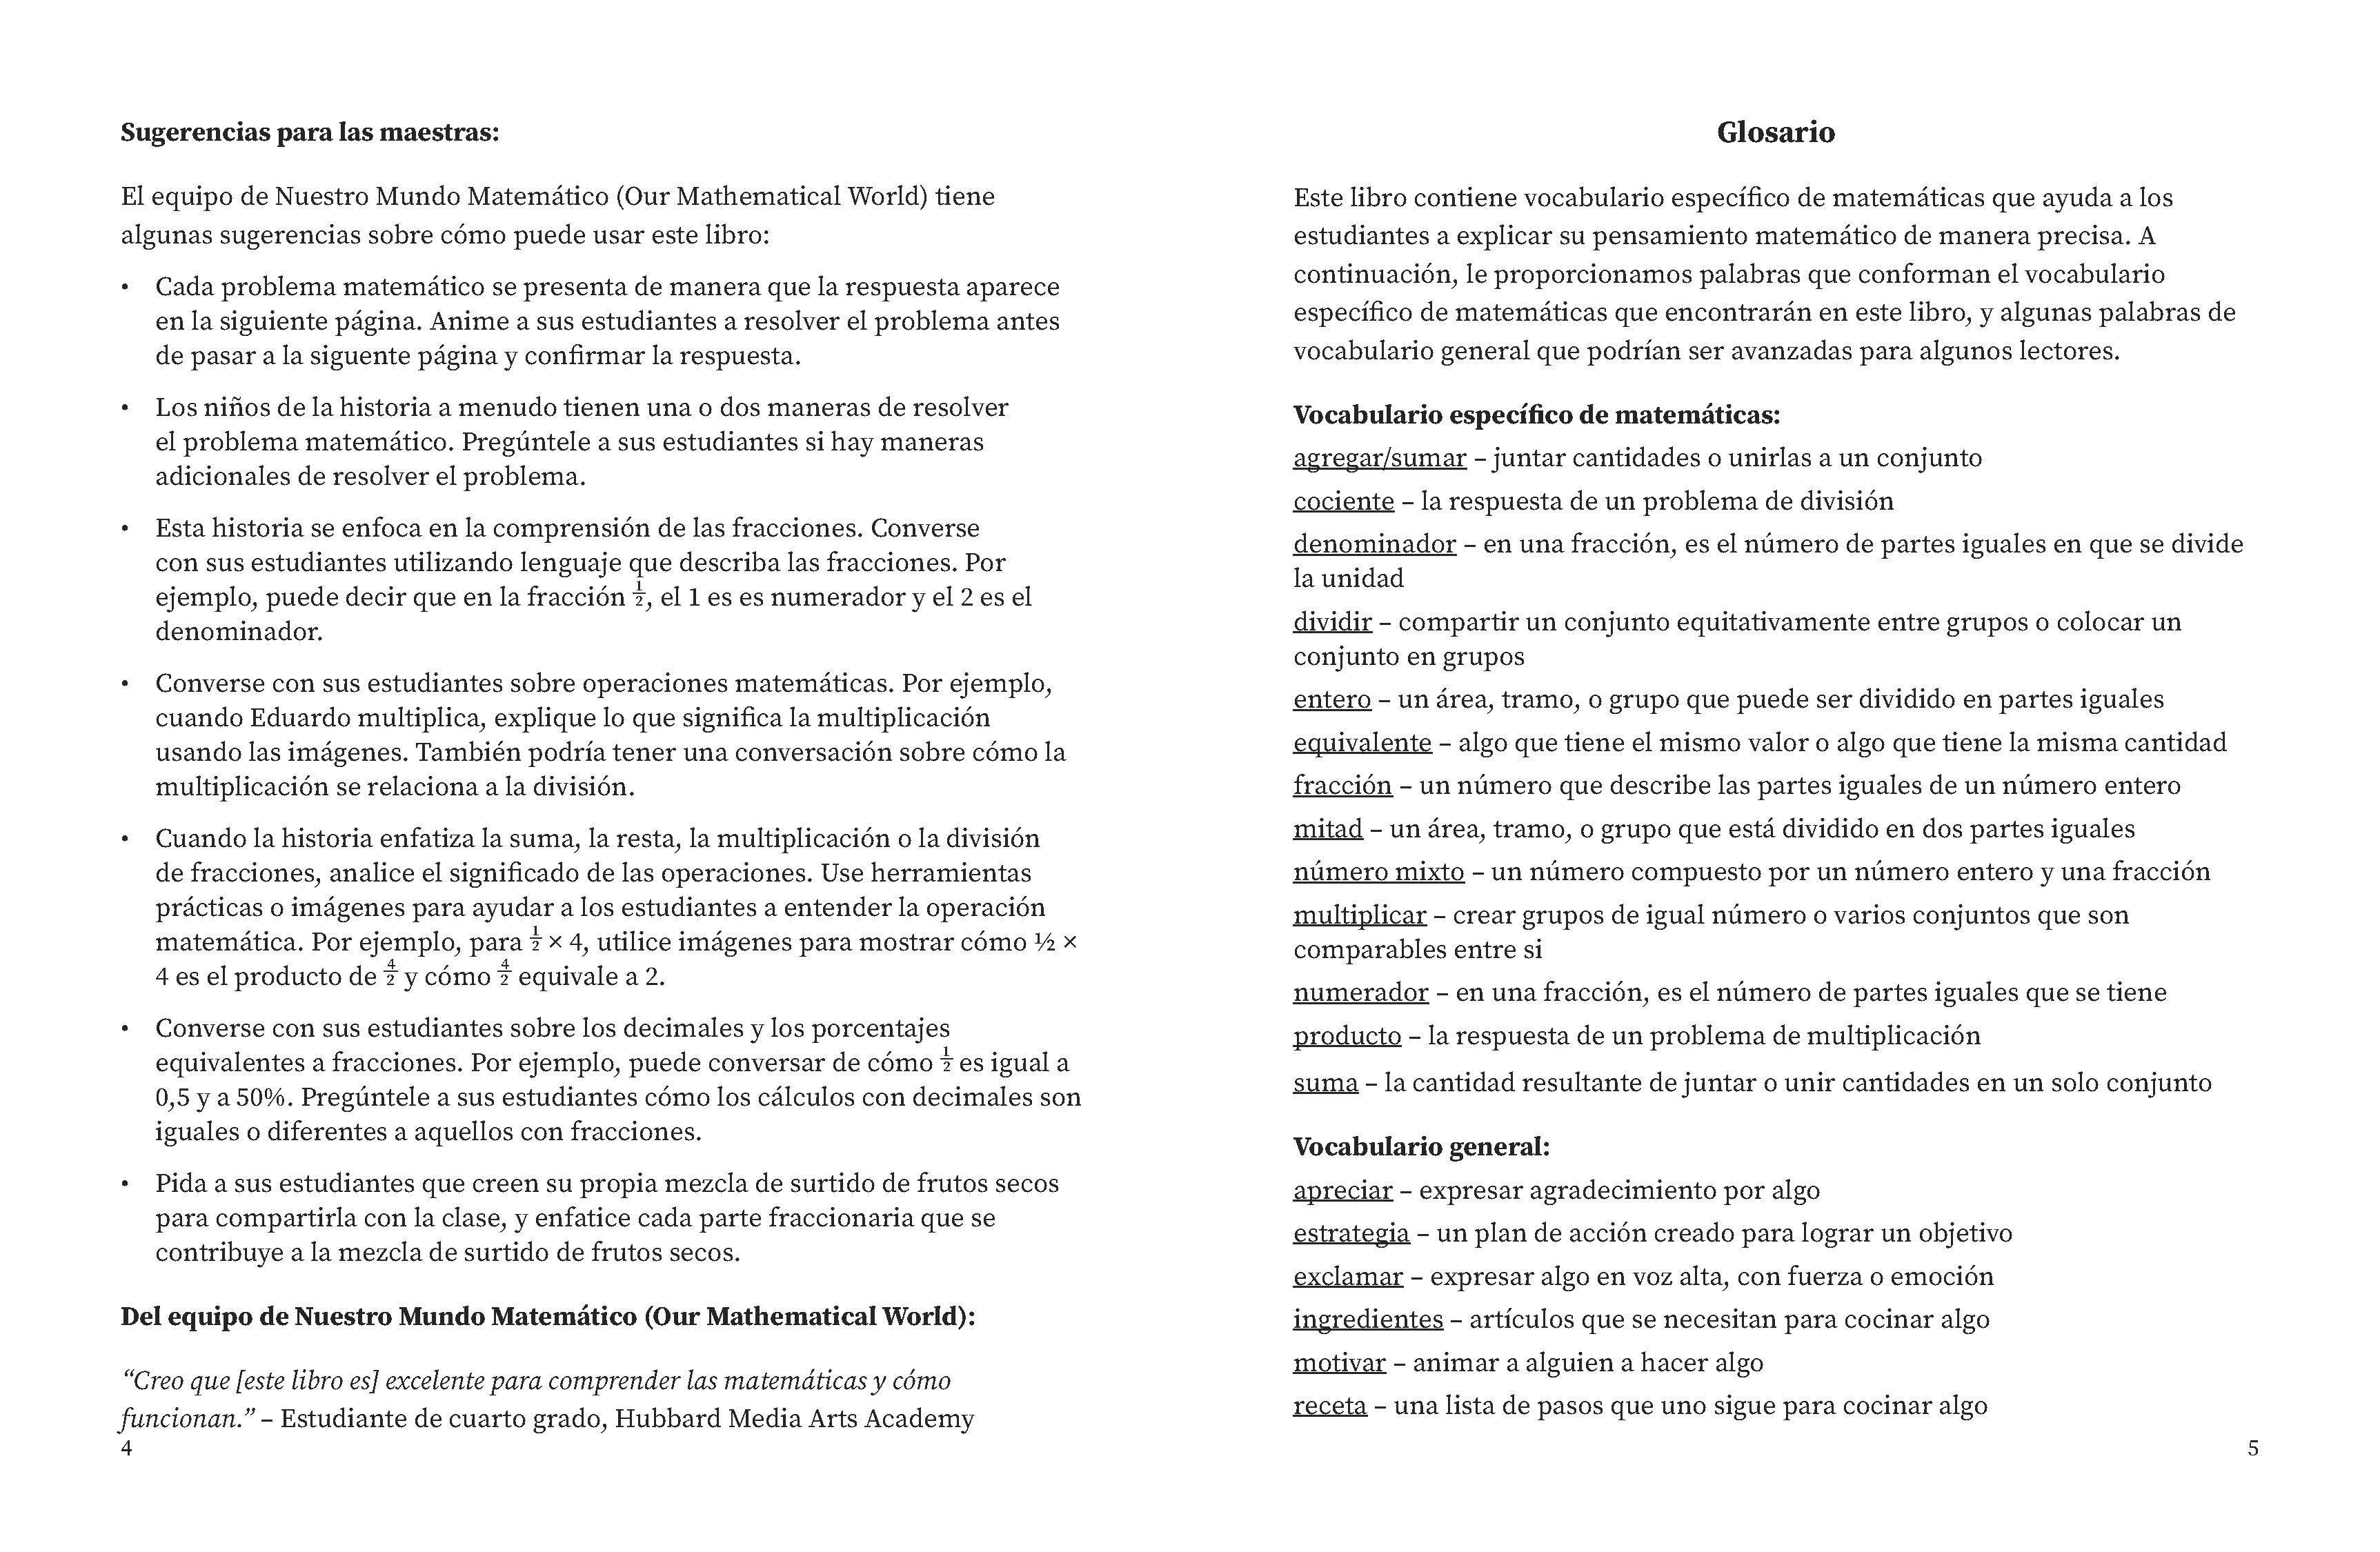 Sugerencias para las maestras:
El equipo de Nuestro Mundo Matemático (Our Mathematical World) tiene
algunas sugerencias sobre cómo puede usar este libro:
• Cada problema matemático se presenta de manera que la respuesta aparece
en la siguiente página. Anime a sus estudiantes a resolver el problema antes
de pasar a la siguente página y confirmar la respuesta.
• Los niños de la historia a menudo tienen una o dos maneras de resolver
el problema matemático. Pregúntele a sus estudiantes si hay maneras
adicionales de resolver el problema.
• Esta historia se enfoca en la comprensión de las fracciones. Converse
con sus estudiantes utilizando lenguaje que describa las fracciones. Por
ejemplo, puede decir que en la fracción ½, el 1 es es numerador y el 2 es el
denominador.
• Converse con sus estudiantes sobre operaciones matemáticas. Por ejemplo,
cuando Eduardo multiplica, explique lo que significa la multiplicación
usando las imágenes. También podría tener una conversación sobre cómo la
multiplicación se relaciona a la división.
• Cuando la historia enfatiza la suma, la resta, la multiplicación o la división
de fracciones, analice el significado de las operaciones. Use herramientas
prácticas o imágenes para ayudar a los estudiantes a entender la operación
matemática. Por ejemplo, para ½ × 4, utilice imágenes para mostrar cómo ½ ×
4 es el producto de 4/2 y cómo 4/2 equivale a 2.
• Converse con sus estudiantes sobre los decimales y los porcentajes
equivalentes a fracciones. Por ejemplo, puede conversar de cómo ½ es igual a
0,5 y a 50%. Pregúntele a sus estudiantes cómo los cálculos con decimales son
iguales o diferentes a aquellos con fracciones.
• Pida a sus estudiantes que creen su propia mezcla de surtido de frutos secos
para compartirla con la clase, y enfatice cada parte fraccionaria que se
contribuye a la mezcla de surtido de frutos secos.
Del equipo de Nuestro Mundo Matemático (Our Mathematical World):
“Creo que [este libro es] excelente para comprender las matemáticas y cómo
funcionan.” – Estudiante de cuarto grado, Hubbard Media Arts Academy
4
Glosario
Este libro contiene vocabulario específico de matemáticas que ayuda a los
estudiantes a explicar su pensamiento matemático de manera precisa. A
continuación, le proporcionamos palabras que conforman el vocabulario
específico de matemáticas que encontrarán en este libro, y algunas palabras de
vocabulario general que podrían ser avanzadas para algunos lectores.
Vocabulario específico de matemáticas:
agregar/sumar – juntar cantidades o unirlas a un conjunto
cociente – la respuesta de un problema de división
denominador – en una fracción, es el número de partes iguales en que se divide
la unidad
dividir – compartir un conjunto equitativamente entre grupos o colocar un
conjunto en grupos
entero – un área, tramo, o grupo que puede ser dividido en partes iguales
equivalente – algo que tiene el mismo valor o algo que tiene la misma cantidad
fracción – un número que describe las partes iguales de un número entero
mitad – un área, tramo, o grupo que está dividido en dos partes iguales
número mixto – un número compuesto por un número entero y una fracción
multiplicar – crear grupos de igual número o varios conjuntos que son
comparables entre si
numerador – en una fracción, es el número de partes iguales que se tiene
producto – la respuesta de un problema de multiplicación
suma – la cantidad resultante de juntar o unir cantidades en un solo conjunto
Vocabulario general:
apreciar – expresar agradecimiento por algo
estrategia – un plan de acción creado para lograr un objetivo
exclamar – expresar algo en voz alta, con fuerza o emoción
ingredientes – artículos que se necesitan para cocinar algo
motivar – animar a alguien a hacer algo
receta – una lista de pasos que uno sigue para cocinar algo
5